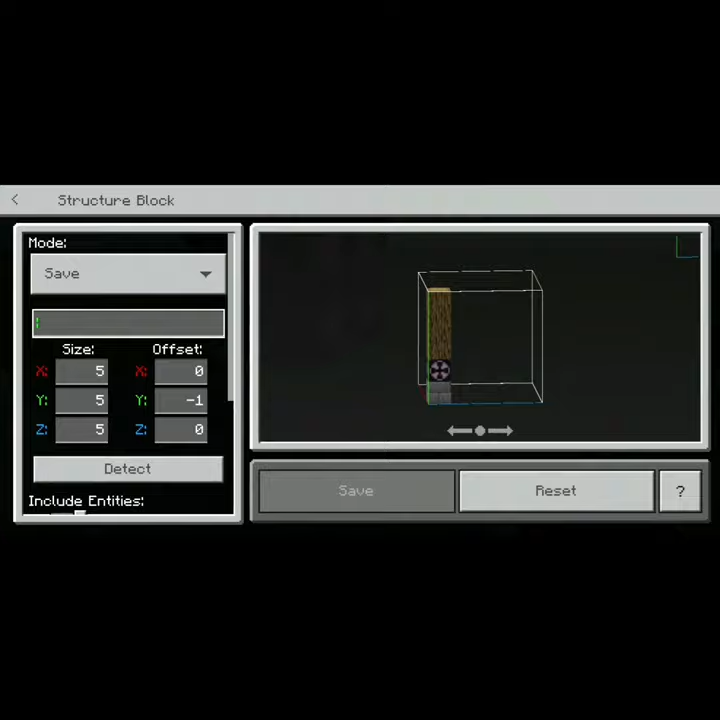 Structure Block
Mode:
Save
Size: Offset:
X: 5 X: 0
Y: 5 Y: -1
Z: 5 Z: 0
Detect
Include Entities:
Save Reset ?